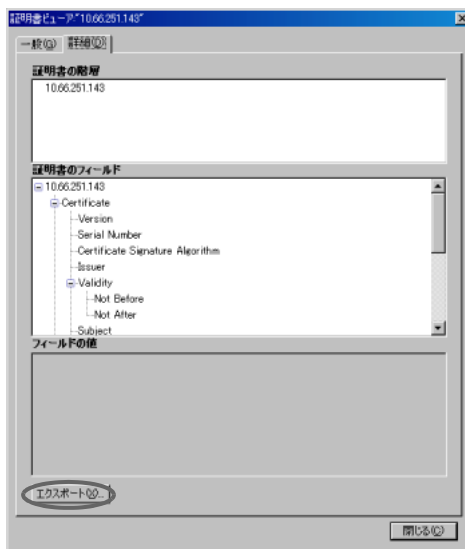 証明書ビューア:"10.66.251.143"
一般(G) 詳細(D)
証明書の階層
10.66.251.143
証明書のフィールド
10.66.251.143
Certificate
Version
Serial Number
Certificate Signature Algorithm
Issuer
Validity
Not Before
Not After
Subject
フィールドの値
エクスポート(X)...
閉じる(C)